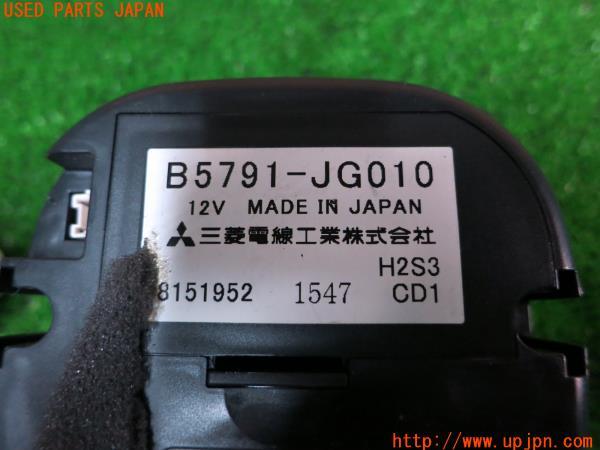 USED PARTS JAPAN
B5791-JG010
12V MADE IN JAPAN
三菱電線工業株式会社
H2S3
8151952 1547 CD1
http://www.upjpn.com/